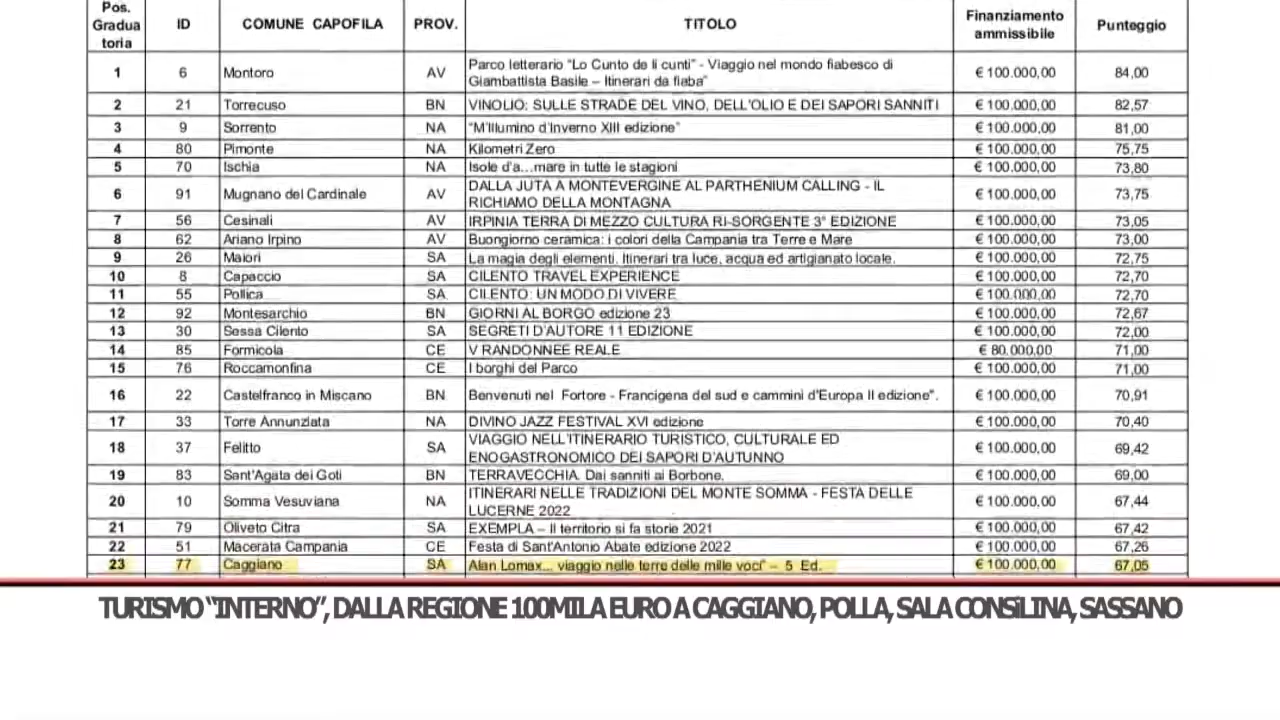 Pos. Gradua toria ID COMUNE CAPOFILA PROV. TITOLO Finanziamento ammissibile Punteggio
1 6 Montoro AV Parco letterario "Lo Cunto de li cunti" - Viaggio nel mondo fiabesco di Giambattista Basile – Itinerari da fiaba" € 100.000,00 84,00
2 21 Torrecuso BN VINOLIO: SULLE STRADE DEL VINO, DELL'OLIO E DEI SAPORI SANNITI € 100.000,00 82,57
3 9 Sorrento NA "M'Illumino d'Inverno XIII edizione" € 100.000,00 81,00
4 80 Pimonte NA Kilometri Zero € 100.000,00 75,75
5 70 Ischia NA Isole d'a...mare in tutte le stagioni € 100.000,00 73,80
6 91 Mugnano del Cardinale AV DALLA JUTA A MONTEVERGINE AL PARTHENIUM CALLING - IL RICHIAMO DELLA MONTAGNA € 100.000,00 73,75
7 56 Cesinali AV IRPINIA TERRA DI MEZZO CULTURA RI-SORGENTE 3° EDIZIONE € 100.000,00 73,05
8 62 Ariano Irpino AV Buongiorno ceramica: i colori della Campania tra Terre e Mare € 100.000,00 73,00
9 26 Maiori SA La magia degli elementi. Itinerari tra luce, acqua ed artigianato locale. € 100.000,00 72,75
10 8 Capaccio SA CILENTO TRAVEL EXPERIENCE € 100.000,00 72,70
11 55 Pollica SA CILENTO: UN MODO DI VIVERE € 100.000,00 72,70
12 92 Montesarchio BN GIORNI AL BORGO edizione 23 € 100.000,00 72,67
13 30 Sessa Cilento SA SEGRETI D'AUTORE 11 EDIZIONE € 100.000,00 72,00
14 85 Formicola CE V RANDONNEE REALE € 80.000,00 71,00
15 76 Roccamonfina CE I borghi del Parco € 100.000,00 71,00
16 22 Castelfranco in Miscano BN Benvenuti nel Fortore - Francigena del sud e cammini d'Europa II edizione". € 100.000,00 70,91
17 33 Torre Annunziata NA DIVINO JAZZ FESTIVAL XVI edizione € 100.000,00 70,40
18 37 Felitto SA VIAGGIO NELL'ITINERARIO TURISTICO, CULTURALE ED ENOGASTRONOMICO DEI SAPORI D'AUTUNNO € 100.000,00 69,42
19 83 Sant'Agata dei Goti BN TERRAVECCHIA. Dai sanniti ai Borbone. € 100.000,00 69,00
20 10 Somma Vesuviana NA ITINERARI NELLE TRADIZIONI DEL MONTE SOMMA - FESTA DELLE LUCERNE 2022 € 100.000,00 67,44
21 79 Oliveto Citra SA EXEMPLA – Il territorio si fa storie 2021 € 100.000,00 67,42
22 51 Macerata Campania CE Festa di Sant'Antonio Abate edizione 2022 € 100.000,00 67,26
23 77 Caggiano SA Alan Lomax... viaggio nelle terre delle mille voci" – 5 Ed. € 100.000,00 67,05
TURISMO "INTERNO", DALLA REGIONE 100MILA EURO A CAGGIANO, POLLA, SALA CONSiLINA, SASSANO